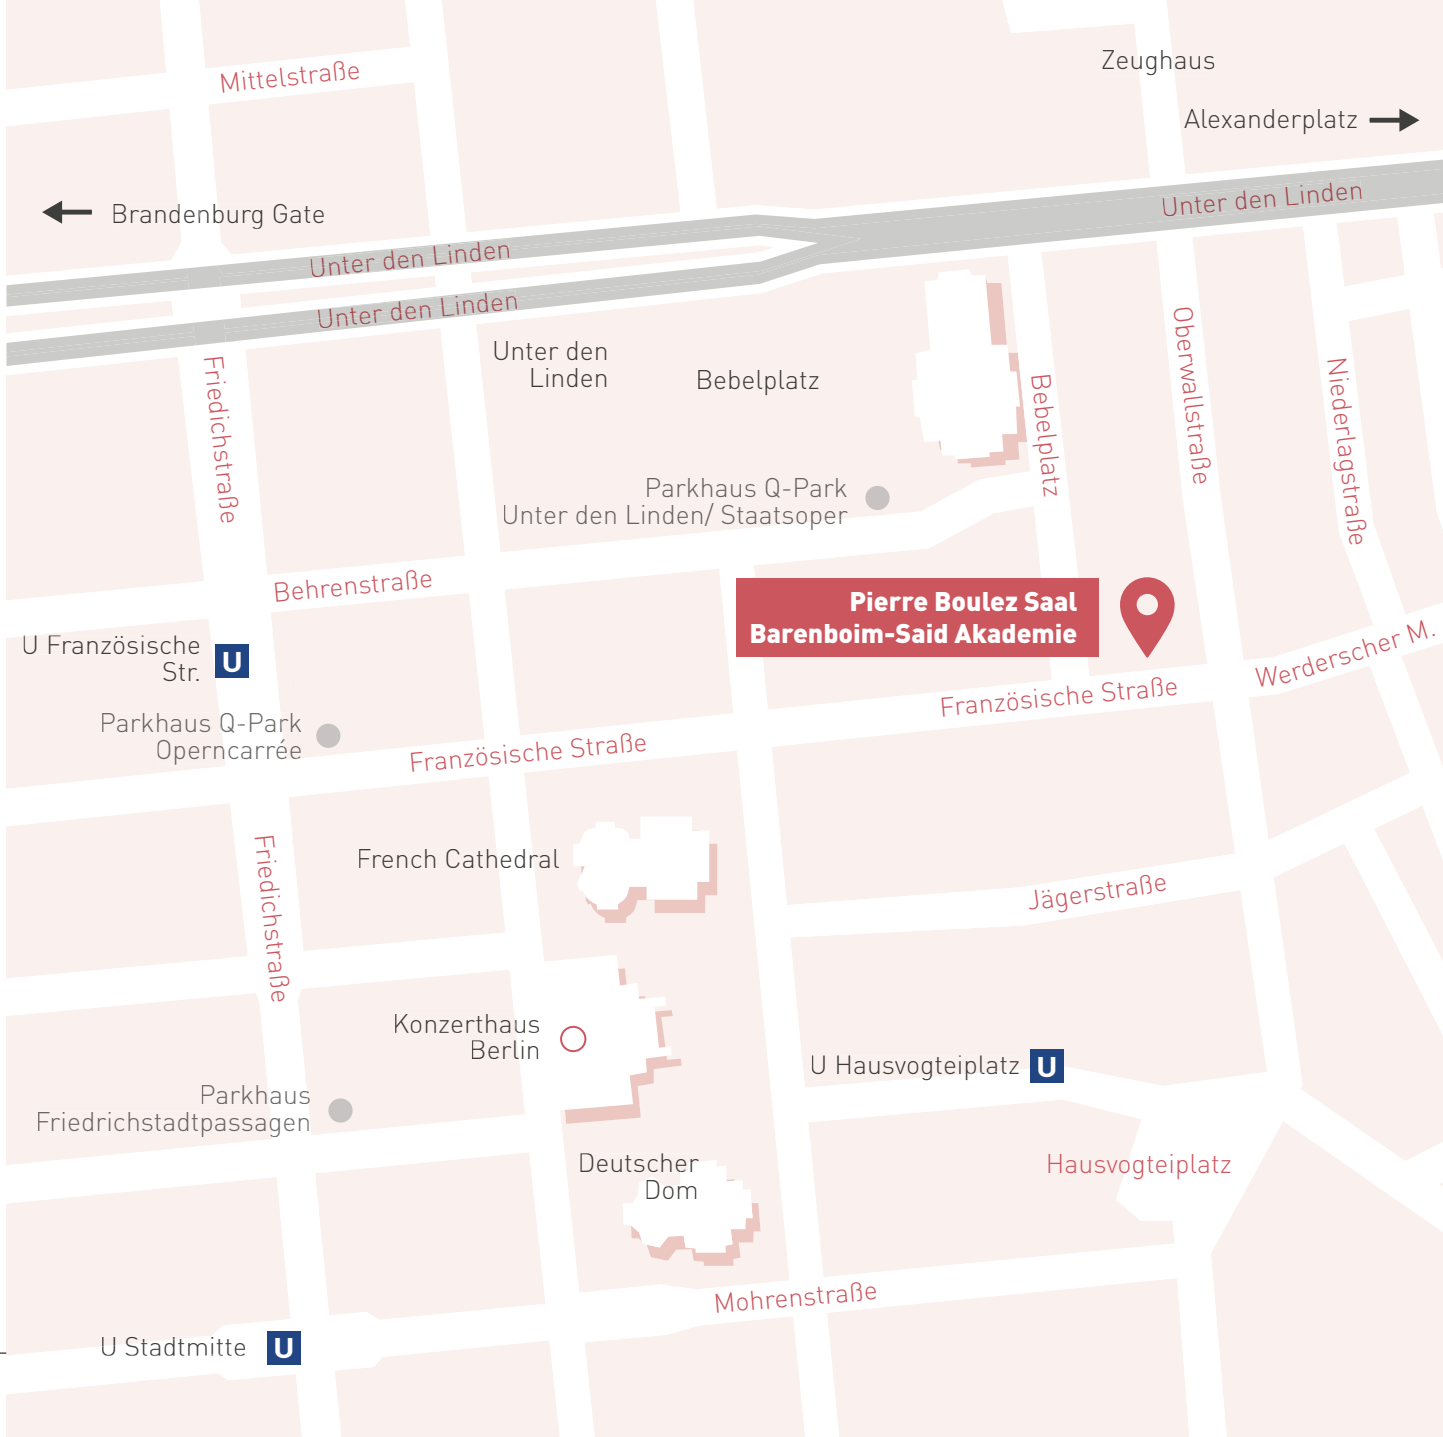 Zeughaus
Mittelstraße
Alexanderplatz
Unter den Linden
Brandenburg Gate
Unter den Linden
Unter den Linden
Unter den
Linden
Bebelplatz
Friedichstraße
Bebelplatz
Oberwallstraße
Niederlagstraße
Parkhaus Q-Park
Unter den Linden/ Staatsoper
Behrenstraße
Pierre Boulez Saal
Barenboim-Said Akademie
U Französische
Str.
U
Werderscher M.
Französische Straße
Parkhaus Q-Park
Operncarrée
Französische Straße
French Cathedral
Friedichstraße
Jägerstraße
Konzerthaus
Berlin
U Hausvogteiplatz
U
Parkhaus
Friedrichstadtpassagen
Deutscher
Dom
Hausvogteiplatz
Mohrenstraße
U Stadtmitte
U